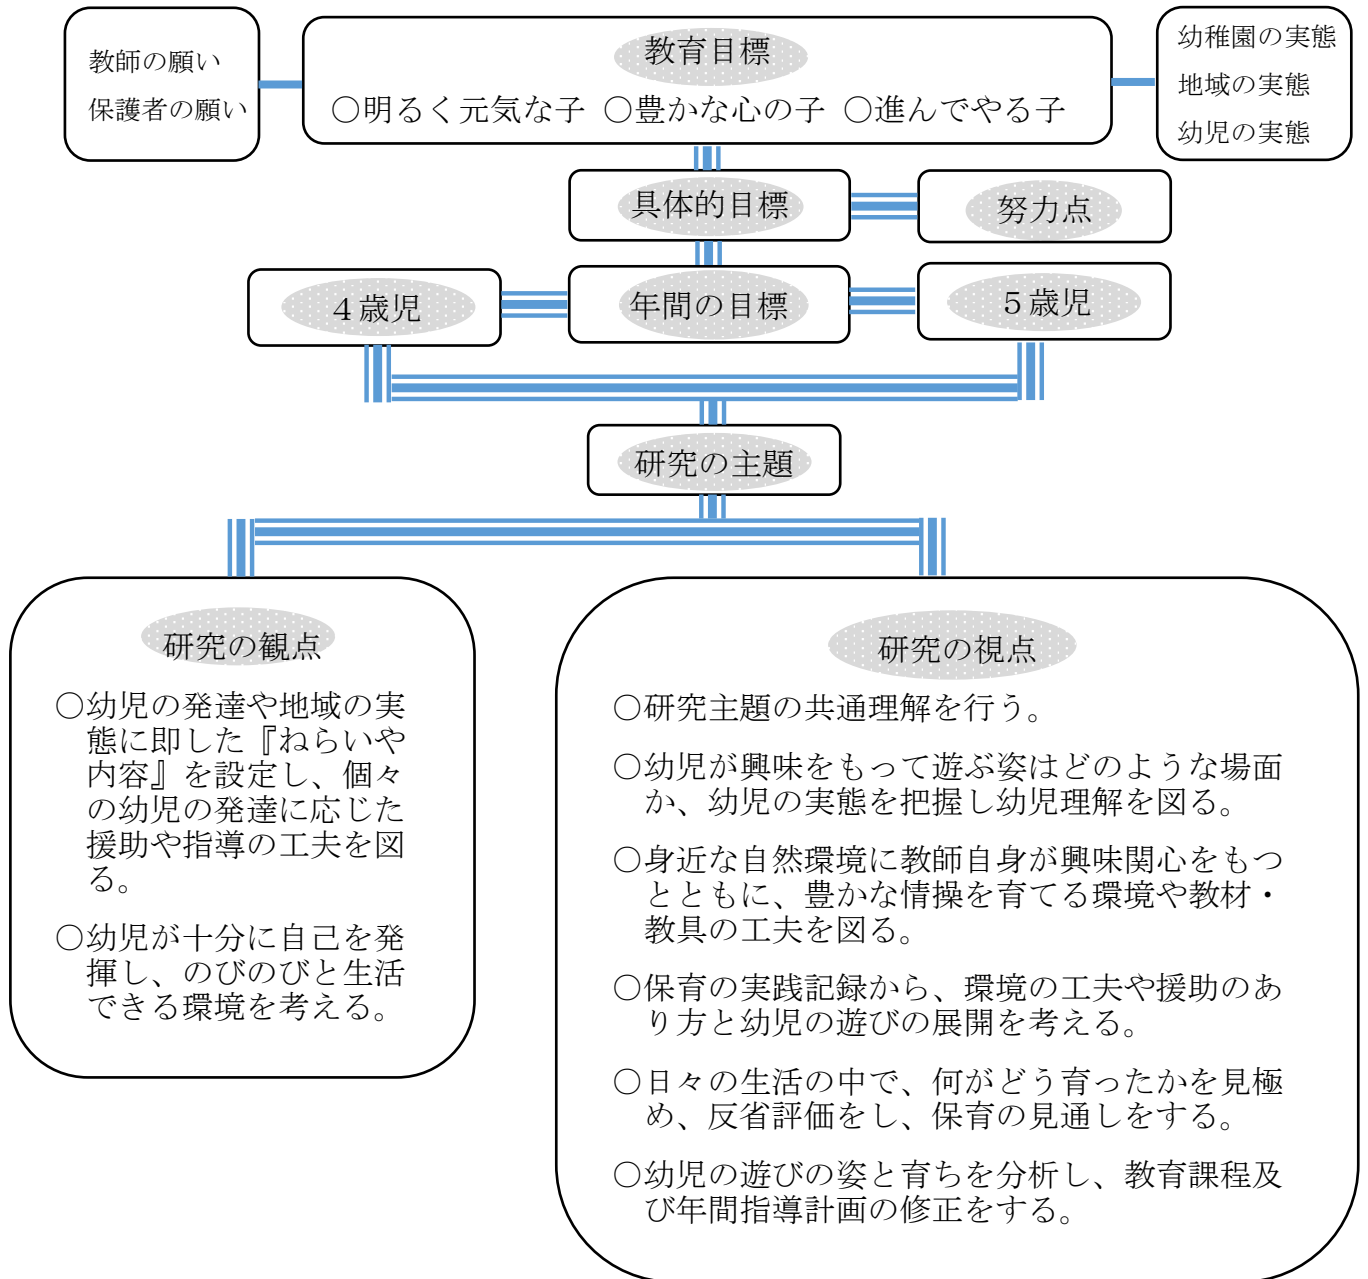 教師の願い
保護者の願い
教育目標
○明るく元気な子 ○豊かな心の子 ○進んでやる子
幼稚園の実態
地域の実態
幼児の実態
具体的目標
努力点
４歳児
年間の目標
５歳児
研究の主題
研究の観点
○幼児の発達や地域の実
態に即した『ねらいや
内容』を設定し、個々
の幼児の発達に応じた
援助や指導の工夫を図
る。
○幼児が十分に自己を発
揮し、のびのびと生活
できる環境を考える。
研究の視点
○研究主題の共通理解を行う。
○幼児が興味をもって遊ぶ姿はどのような場面
か、幼児の実態を把握し幼児理解を図る。
○身近な自然環境に教師自身が興味関心をもつ
とともに、豊かな情操を育てる環境や教材・
教具の工夫を図る。
○保育の実践記録から、環境の工夫や援助のあ
り方と幼児の遊びの展開を考える。
○日々の生活の中で、何がどう育ったかを見極
め、反省評価をし、保育の見通しをする。
○幼児の遊びの姿と育ちを分析し、教育課程及
び年間指導計画の修正をする。